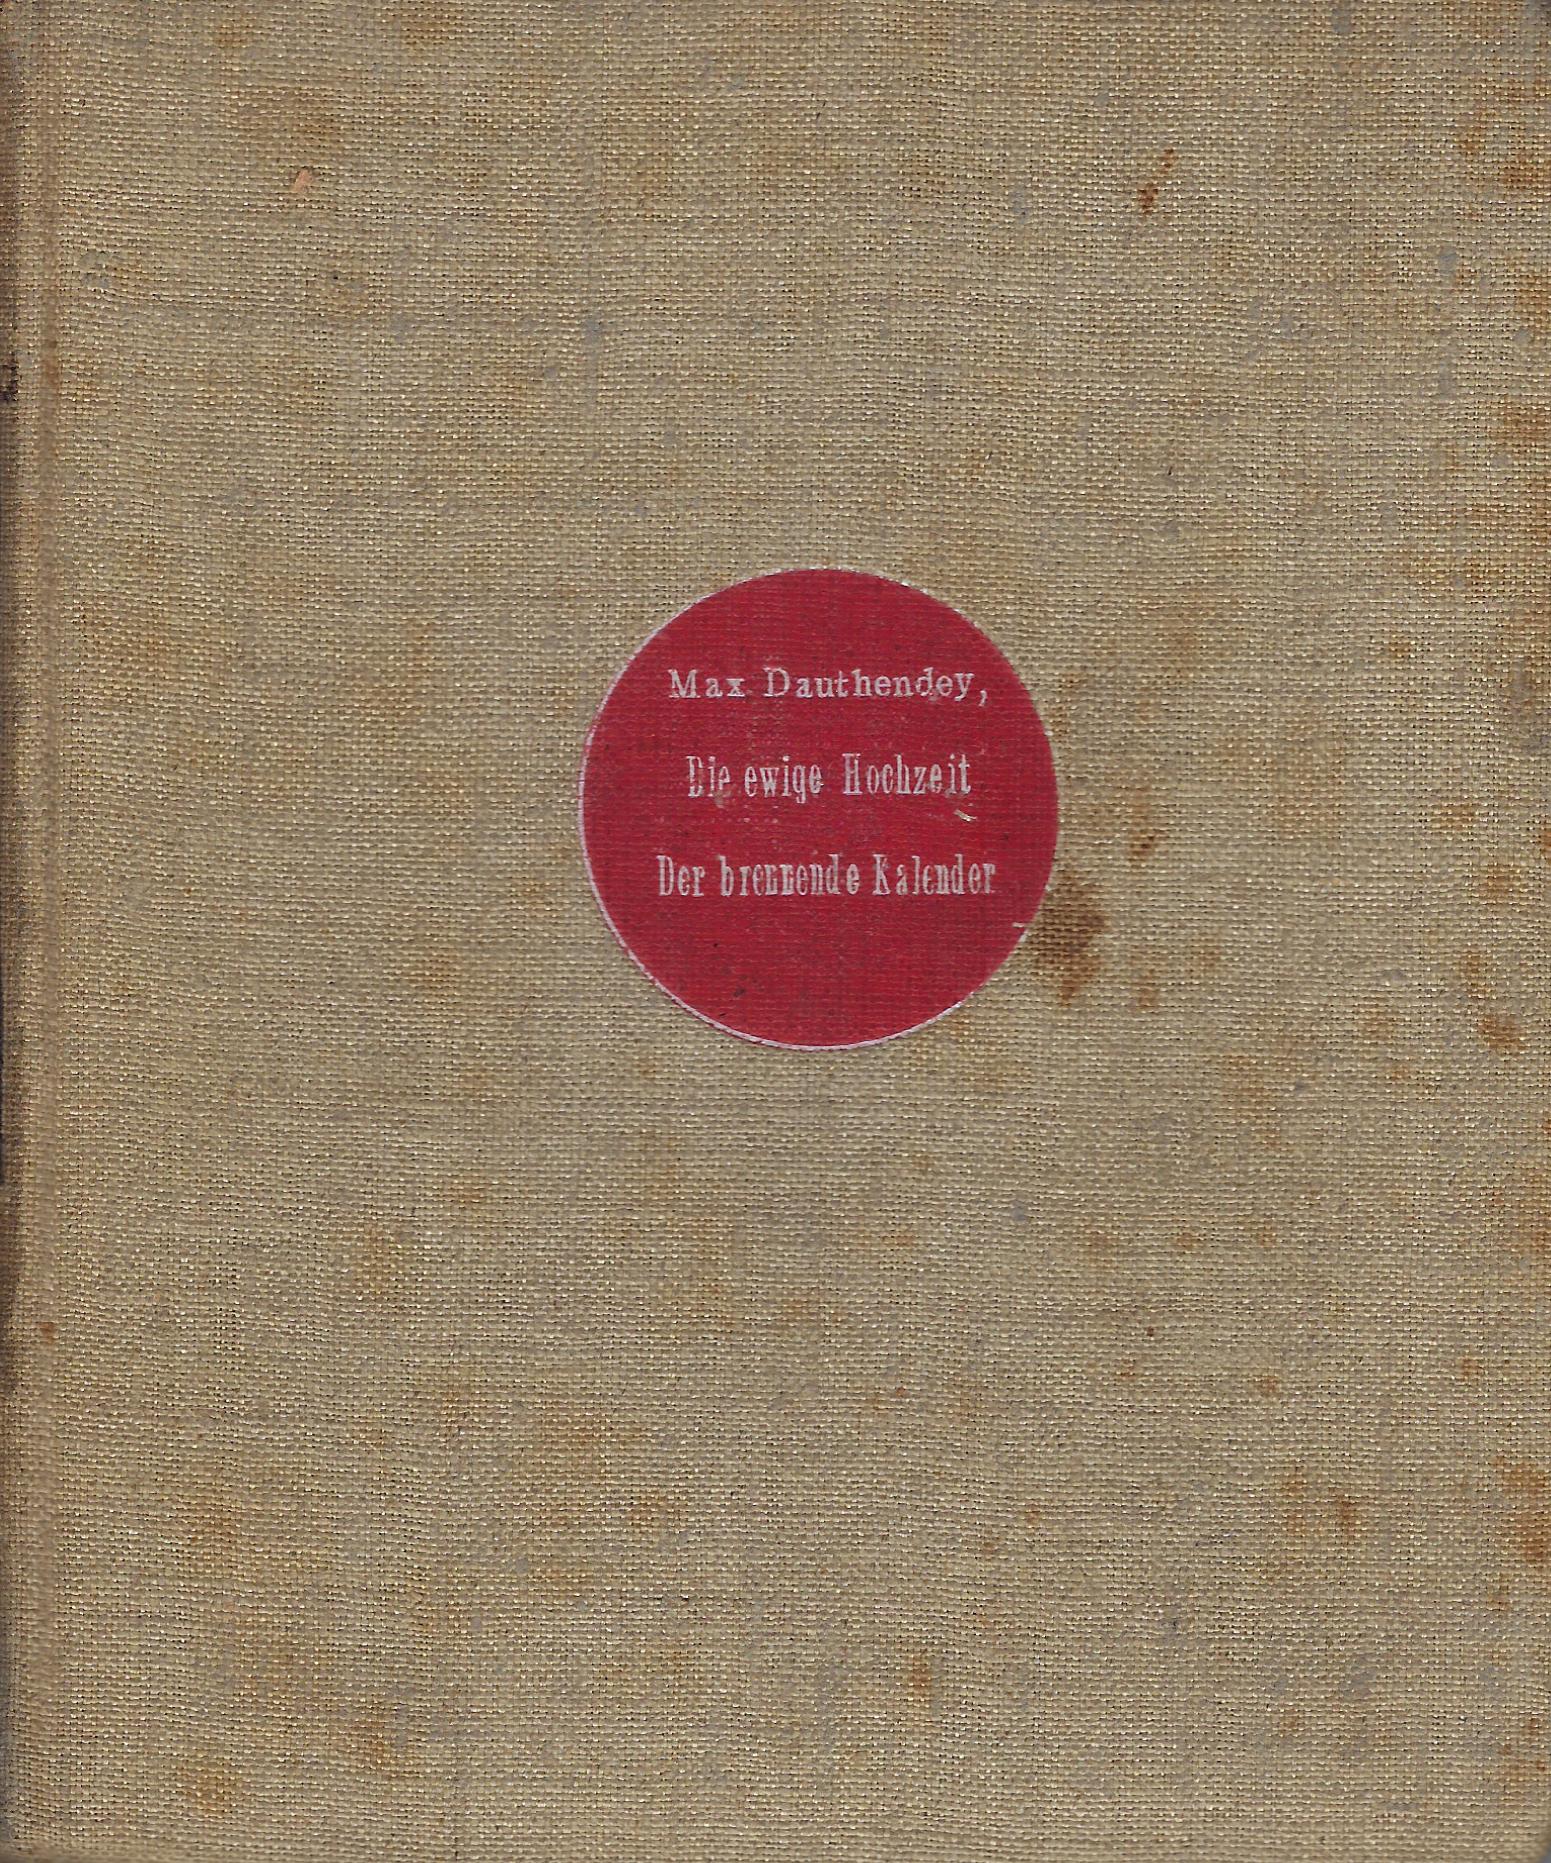 Max Dauthendey,
Die ewige Hochzeit
Der brennende Kalender